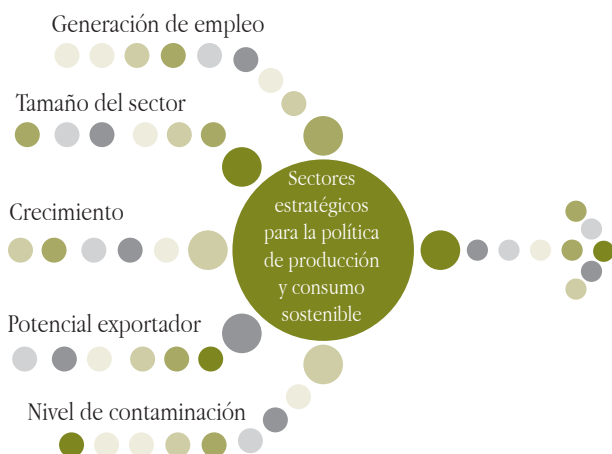 Generación de empleo
Tamaño del sector
Crecimiento
Potencial exportador
Nivel de contaminación
Sectores
estratégicos
para la política
de producción
y consumo
sostenible